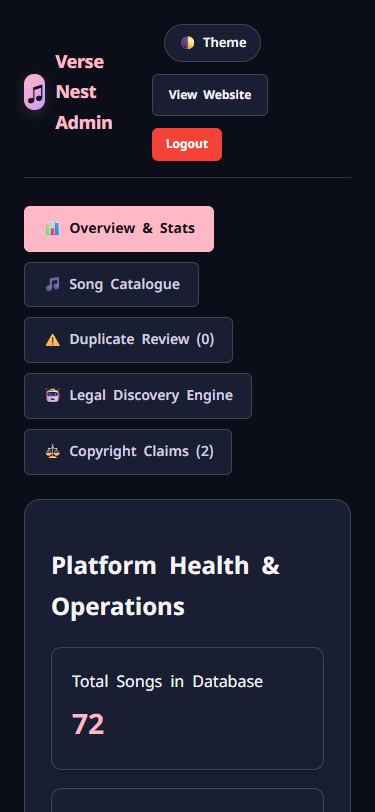 Verse
Nest
Admin
Theme
View Website
Logout
Overview & Stats
Song Catalogue
Duplicate Review (0)
Legal Discovery Engine
Copyright Claims (2)
Platform Health &
Operations
Total Songs in Database
72